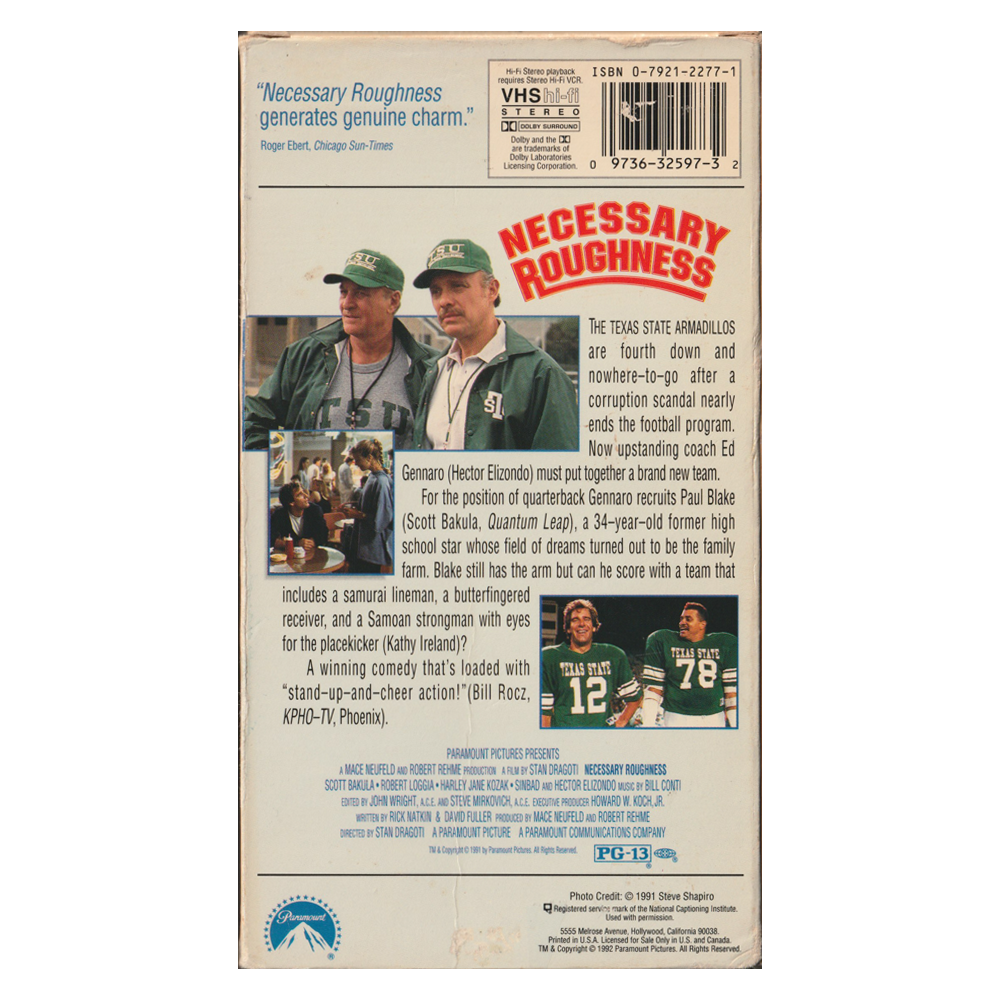 "Necessary Roughness
generates genuine charm."
Roger Ebert, Chicago Sun-Times
Hi-Fi Stereo playback
requires Stereo Hi-Fi VCR.
VHS hi-fi
STEREO
DOLBY SURROUND
Dolby and the
are trademarks of
Dolby Laboratories
Licensing Corporation.
ISBN 0-7921-2277-1
0 9736-32597-3 2
NECESSARY
ROUGHNESS
TSU
TSU
TSU
THE TEXAS STATE ARMADILLOS
are fourth down and
nowhere-to-go after a
corruption scandal nearly
ends the football program.
Now upstanding coach Ed
Gennaro (Hector Elizondo) must put together a brand new team.
For the position of quarterback Gennaro recruits Paul Blake
(Scott Bakula, Quantum Leap), a 34-year-old former high
school star whose field of dreams turned out to be the family
farm. Blake still has the arm but can he score with a team that
includes a samurai lineman, a butterfingered
receiver, and a Samoan strongman with eyes
for the placekicker (Kathy Ireland)?
A winning comedy that's loaded with
"stand-up-and-cheer action!"(Bill Rocz,
KPHO-TV, Phoenix).
TEXAS STATE
12
TEXAS STATE
78
PARAMOUNT PICTURES PRESENTS
A MACE NEUFELD AND ROBERT REHME PRODUCTION A FILM BY STAN DRAGOTI NECESSARY ROUGHNESS
SCOTT BAKULA • ROBERT LOGGIA • HARLEY JANE KOZAK • SINBAD AND HECTOR ELIZONDO MUSIC BY BILL CONTI
EDITED BY JOHN WRIGHT, A.C.E. AND STEVE MIRKOVICH, A.C.E. EXECUTIVE PRODUCER HOWARD W. KOCH, JR.
WRITTEN BY RICK NATKIN & DAVID FULLER PRODUCED BY MACE NEUFELD AND ROBERT REHME
DIRECTED BY STAN DRAGOTI A PARAMOUNT PICTURE A PARAMOUNT COMMUNICATIONS COMPANY
TM & Copyright © 1991 by Paramount Pictures. All Rights Reserved.
PG-13 ®
Paramount
®
Photo Credit: © 1991 Steve Shapiro
Registered service mark of the National Captioning Institute.
Used with permission.
5555 Melrose Avenue, Hollywood, California 90038.
Printed in U.S.A. Licensed for Sale Only in U.S. and Canada.
TM & Copyright © 1992 Paramount Pictures. All Rights Reserved.